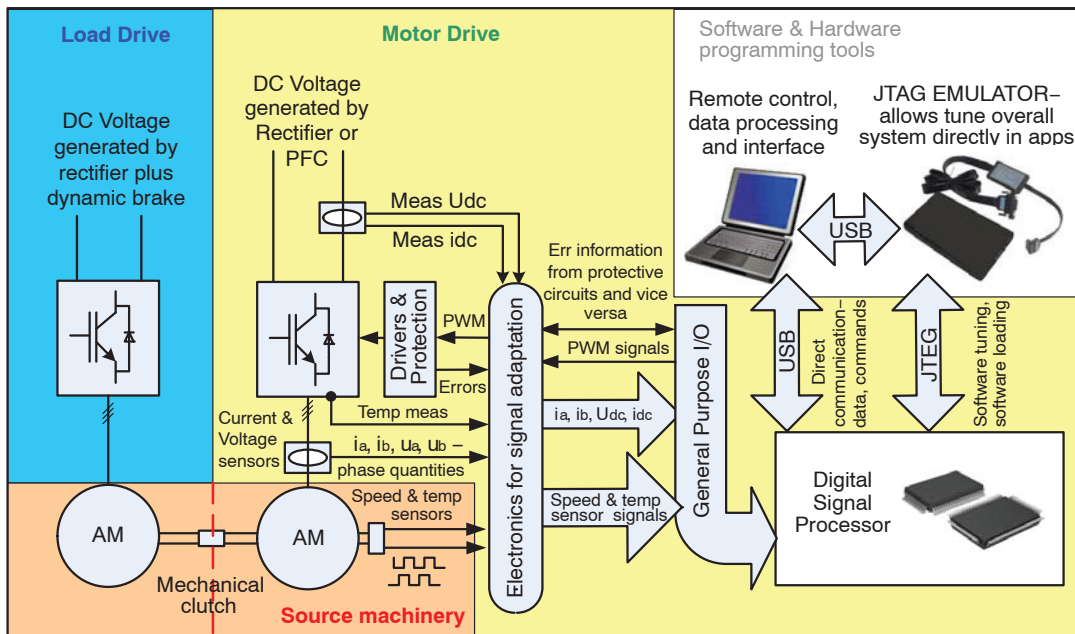 Load Drive
DC Voltage
generated by
rectifier plus
dynamic brake
Motor Drive
DC Voltage
generated by
Rectifier or
PFC
Meas Udc
Meas idc
Drivers &
Protection
PWM
Errors
Temp meas
Current &
Voltage
sensors
ia, ib, ua, ub –
phase quantities
Speed & temp
sensors
AM
AM
Mechanical
clutch
Source machinery
Electronics for signal adaptation
Err information
from protective
circuits and vice
versa
PWM signals
ia, ib, Udc, idc
Speed & temp
sensor signals
General Purpose I/O
Software & Hardware
programming tools
Remote control,
data processing
and interface
JTAG EMULATOR–
allows tune overall
system directly in apps
USB
USB
Direct
communication–
data, commands
JTEG
Software tuning,
software loading
Digital
Signal
Processor